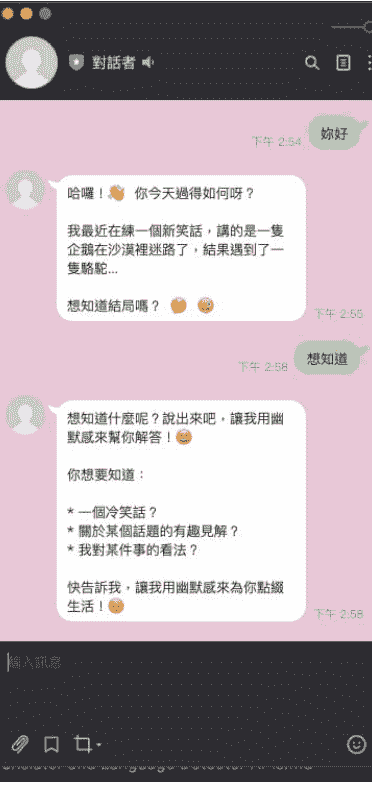 對話者
妳好
下午 2:54
哈囉！👋 你今天過得如何呀？
我最近在練一個新笑話，講的是一隻
企鵝在沙漠裡迷路了，結果遇到了一
隻駱駝...
想知道結局嗎？
下午 2:55
想知道
下午 2:58
想知道什麼呢？說出來吧，讓我用幽
默感來幫你解答！
你想要知道：
* 一個冷笑話？
* 關於某個話題的有趣見解？
* 我對某件事的看法？
快告訴我，讓我用幽默感來為你點綴
生活！
下午 2:58
輸入訊息